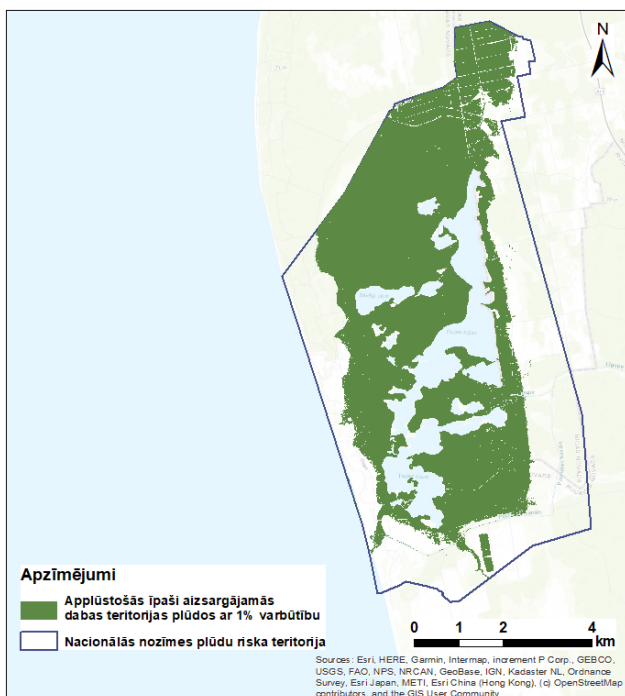 N
Apzīmējumi
Applūstošās īpaši aizsargājamās
dabas teritorijas plūdos ar 1% varbūtību
Nacionālās nozīmes plūdu riska teritorija
0 1 2 4
km
Sources: Esri, HERE, Garmin, Intermap, increment P Corp., GEBCO,
USGS, FAO, NPS, NRCAN, GeoBase, IGN, Kadaster NL, Ordnance
Survey, Esri Japan, METI, Esri China (Hong Kong), (c) OpenStreetMap
contributors, and the GIS User Community